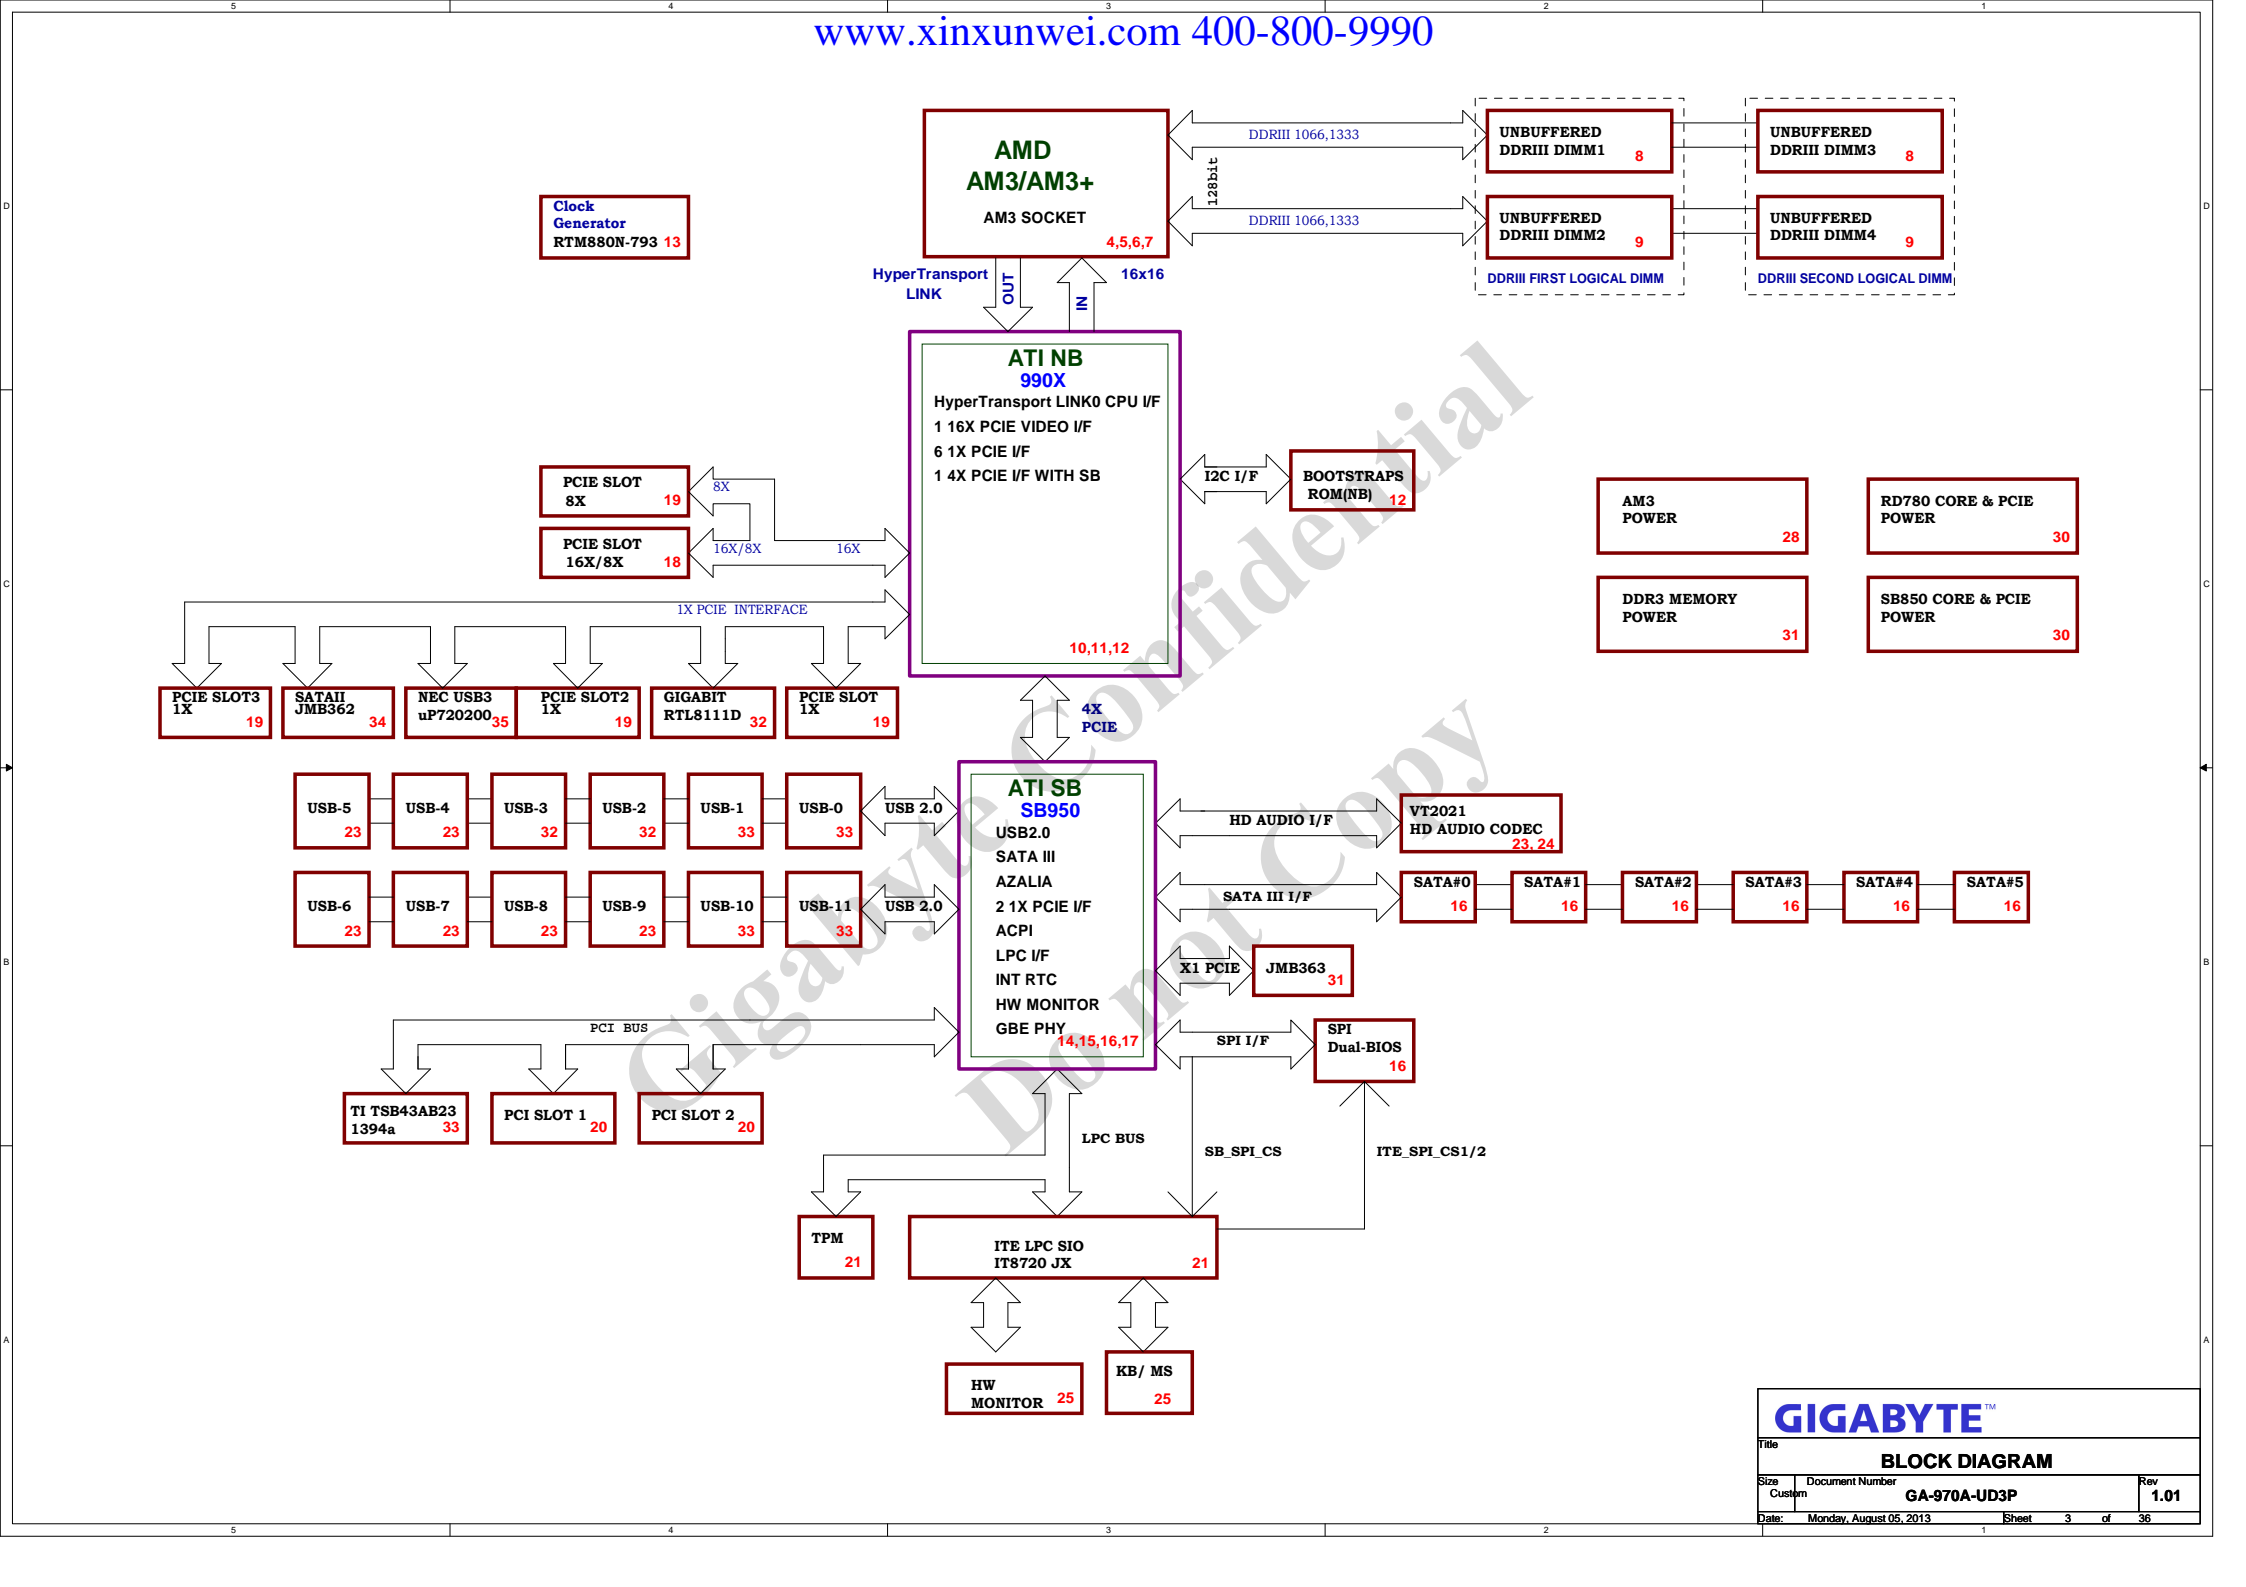 5 4 3 2 1
www.xinxunwei.com 400-800-9990
D
D
C
C
B
B
A
A
AMD
AM3/AM3+
AM3 SOCKET
4,5,6,7
DDRIII 1066,1333
128bit
DDRIII 1066,1333
UNBUFFERED
DDRIII DIMM1 8
UNBUFFERED
DDRIII DIMM3 8
UNBUFFERED
DDRIII DIMM2 9
UNBUFFERED
DDRIII DIMM4 9
DDRIII FIRST LOGICAL DIMM
DDRIII SECOND LOGICAL DIMM
Clock
Generator
RTM880N-793 13
HyperTransport
LINK
OUT
IN
16x16
ATI NB
990X
HyperTransport LINK0 CPU I/F
1 16X PCIE VIDEO I/F
6 1X PCIE I/F
1 4X PCIE I/F WITH SB
10,11,12
I2C I/F
BOOTSTRAPS
ROM(NB) 12
PCIE SLOT
8X 19
8X
PCIE SLOT
16X/8X 18
16X/8X
16X
AM3
POWER
28
RD780 CORE & PCIE
POWER
30
DDR3 MEMORY
POWER
31
SB850 CORE & PCIE
POWER
30
1X PCIE INTERFACE
PCIE SLOT3
1X 19
SATAII
JMB362 34
NEC USB3
uP720200 35
PCIE SLOT2
1X 19
GIGABIT
RTL8111D 32
PCIE SLOT
1X 19
4X
PCIE
USB-5 23
USB-4 23
USB-3 32
USB-2 32
USB-1 33
USB-0 33
USB 2.0
USB-6 23
USB-7 23
USB-8 23
USB-9 23
USB-10 33
USB-11 33
USB 2.0
ATI SB
SB950
USB2.0
SATA III
AZALIA
2 1X PCIE I/F
ACPI
LPC I/F
INT RTC
HW MONITOR
GBE PHY
14,15,16,17
HD AUDIO I/F
VT2021
HD AUDIO CODEC
23, 24
SATA III I/F
SATA#0 16
SATA#1 16
SATA#2 16
SATA#3 16
SATA#4 16
SATA#5 16
X1 PCIE
JMB363 31
SPI I/F
SPI
Dual-BIOS
16
PCI BUS
TI TSB43AB23
1394a 33
PCI SLOT 1 20
PCI SLOT 2 20
LPC BUS
SB_SPI_CS
ITE_SPI_CS1/2
TPM 21
ITE LPC SIO
IT8720 JX 21
HW
MONITOR 25
KB/ MS
25
Gigabyte Confidential
Do not Copy
GIGABYTE™
Title
BLOCK DIAGRAM
Size Document Number Rev
Custom GA-970A-UD3P 1.01
Date: Monday, August 05, 2013 Sheet 3 of 36
5 4 3 2 1